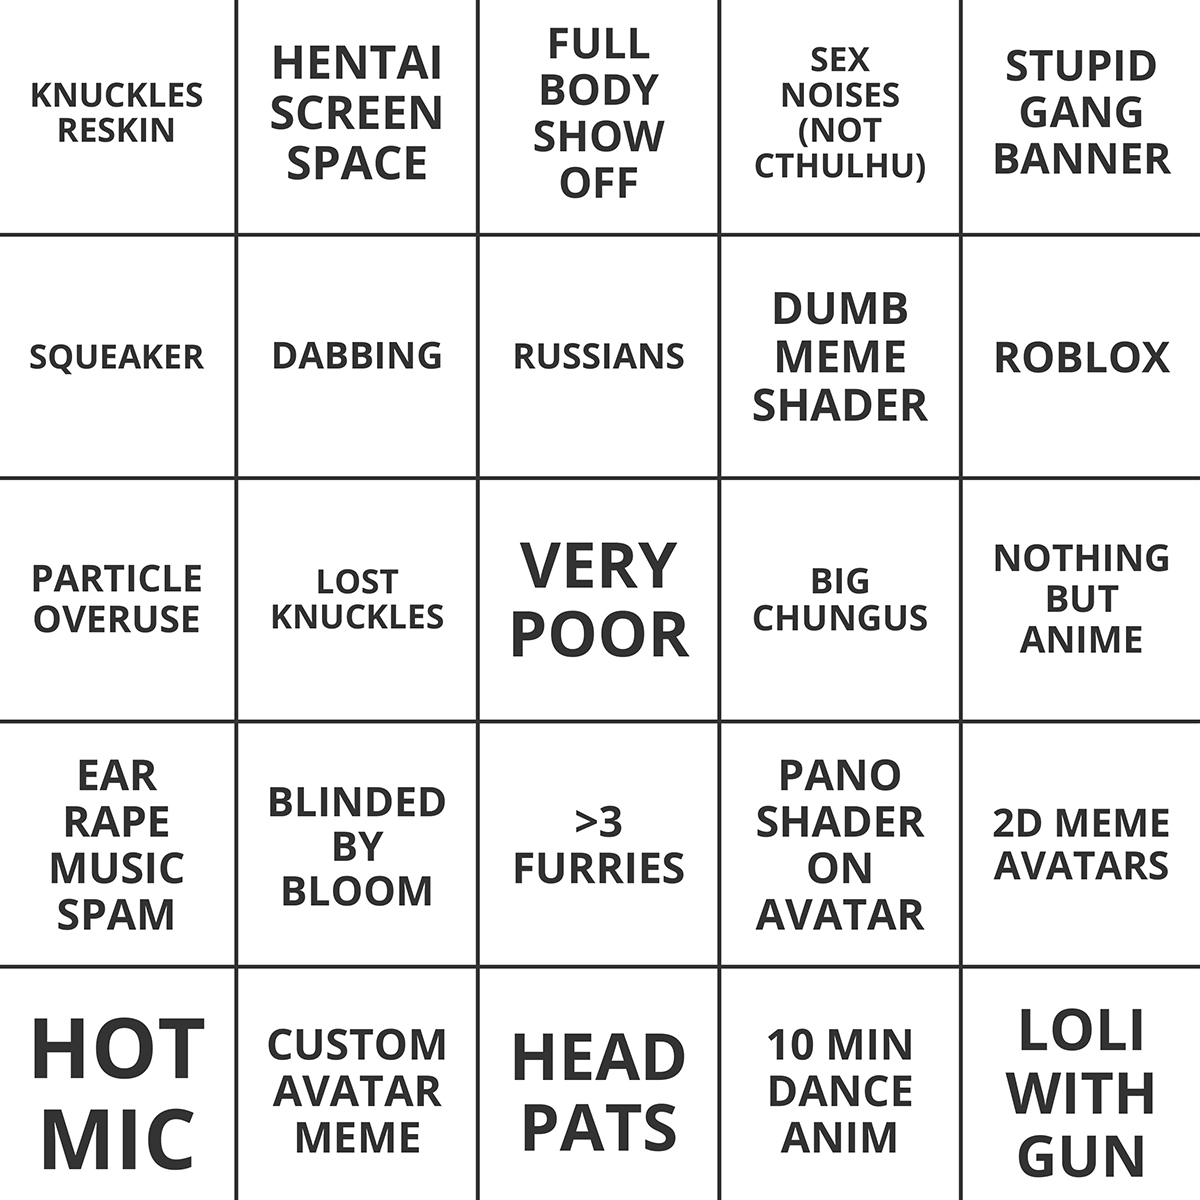 KNUCKLES
RESKIN
HENTAI
SCREEN
SPACE
FULL
BODY
SHOW
OFF
SEX
NOISES
(NOT
CTHULHU)
STUPID
GANG
BANNER
SQUEAKER
DABBING
RUSSIANS
DUMB
MEME
SHADER
ROBLOX
PARTICLE
OVERUSE
LOST
KNUCKLES
VERY
POOR
BIG
CHUNGUS
NOTHING
BUT
ANIME
EAR
RAPE
MUSIC
SPAM
BLINDED
BY
BLOOM
>3
FURRIES
PANO
SHADER
ON
AVATAR
2D MEME
AVATARS
HOT
MIC
CUSTOM
AVATAR
MEME
HEAD
PATS
10 MIN
DANCE
ANIM
LOLI
WITH
GUN